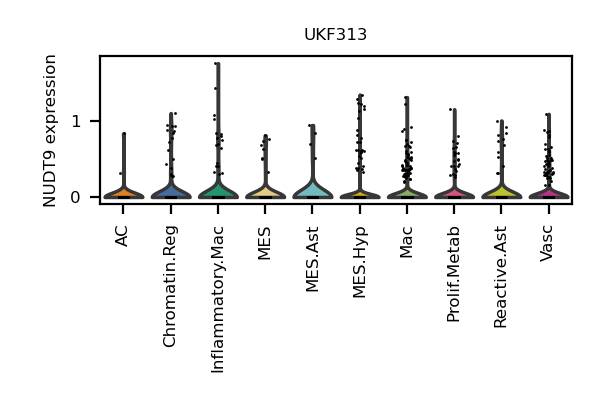 UKF313
NUDT9 expression
1
0
AC
Chromatin.Reg
Inflammatory.Mac
MES
MES.Ast
MES.Hyp
Mac
Prolif.Metab
Reactive.Ast
Vasc